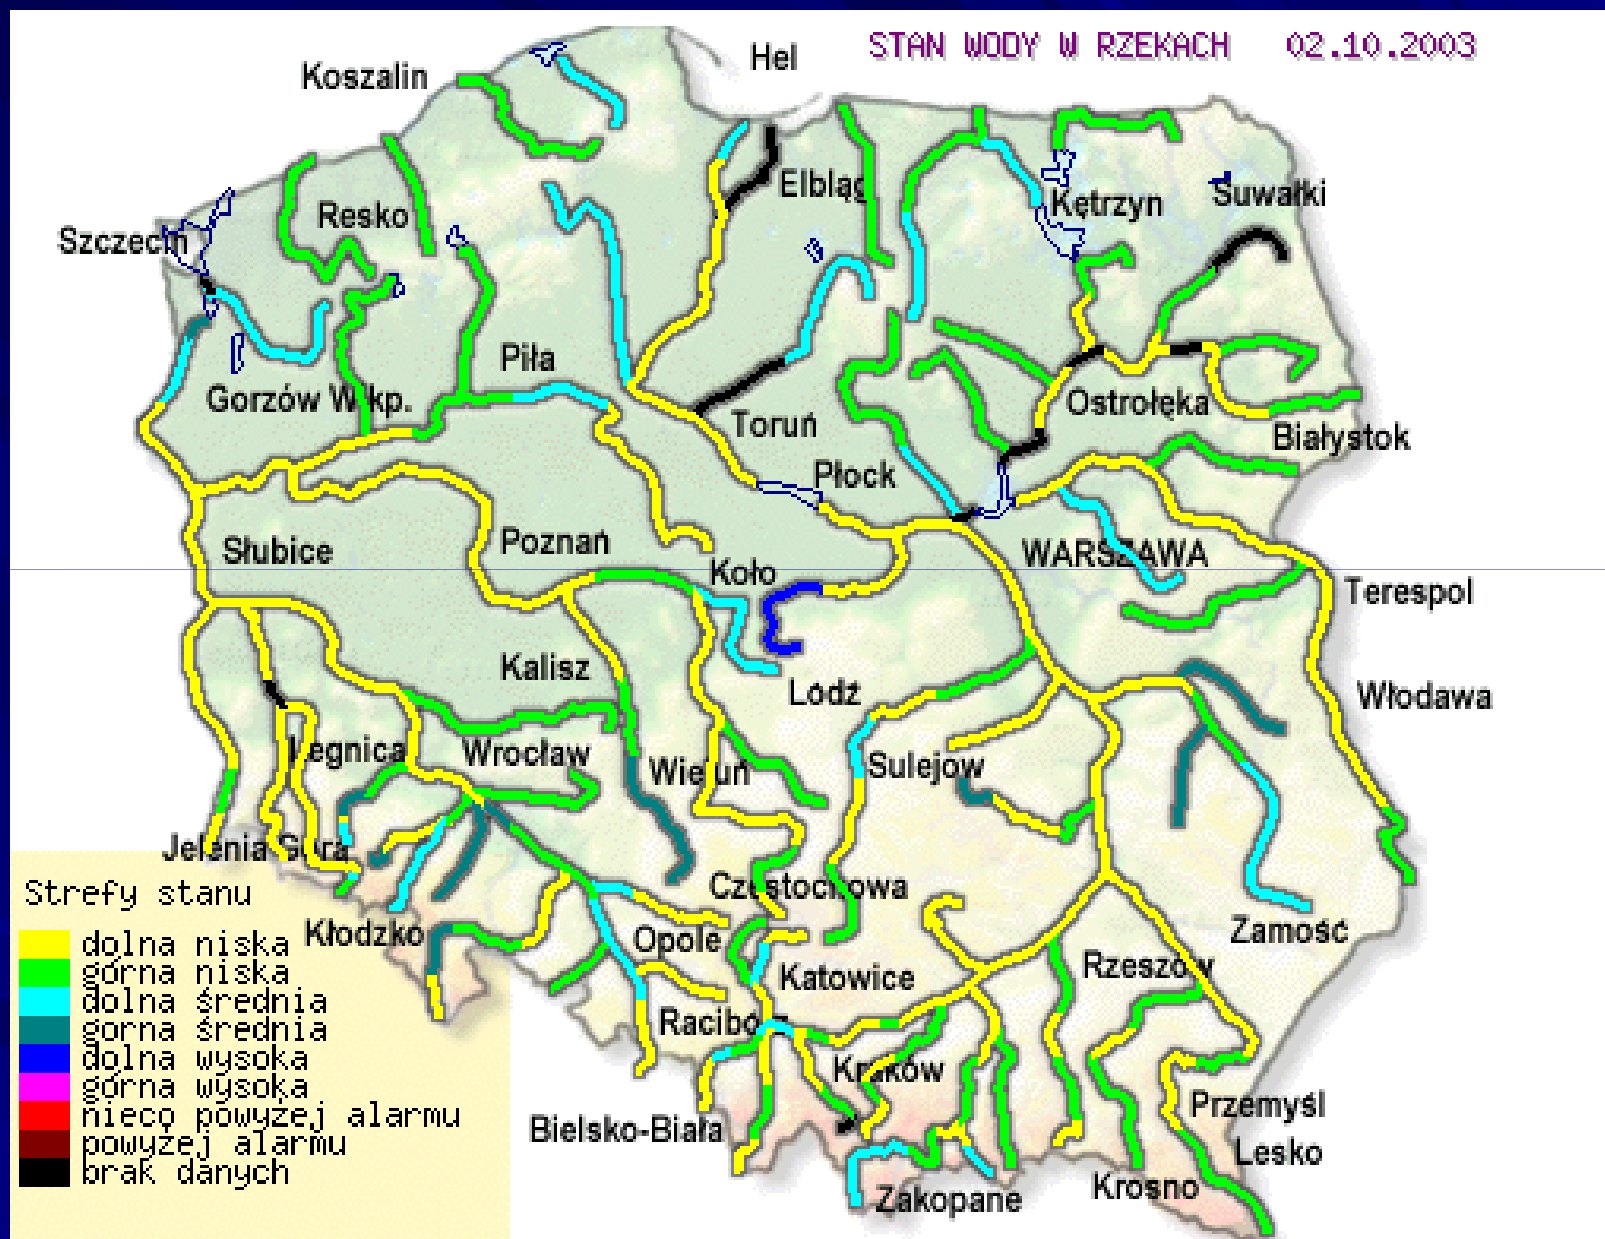 STAN WODY W RZEKACH 02.10.2003
Hel
Koszalin
Elbląg
Kętrzyn
Suwałki
Resko
Szczecin
Piła
Gorzów Wlkp.
Ostrołęka
Toruń
Białystok
Płock
Słubice
Poznań
WARSZAWA
Koło
Terespol
Kalisz
Łódź
Włodawa
Legnica
Wrocław
Wieluń
Sulejów
Jelenia Góra
Częstochowa
Zamość
Kłodzko
Opole
Katowice
Rzeszów
Racibórz
Kraków
Przemyśl
Bielsko-Biała
Lesko
Krosno
Zakopane
Strefy stanu
dolna niska
górna niska
dolna średnia
gorna średnia
dolna wysoka
górna wysoka
nieco powyżej alarmu
powyżej alarmu
brak danych